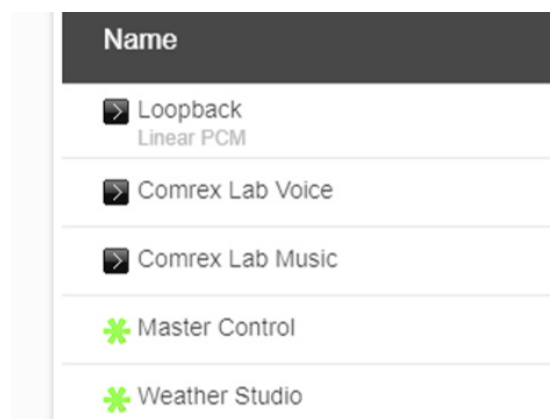 Name
Loopback
Linear PCM
Comrex Lab Voice
Comrex Lab Music
Master Control
Weather Studio